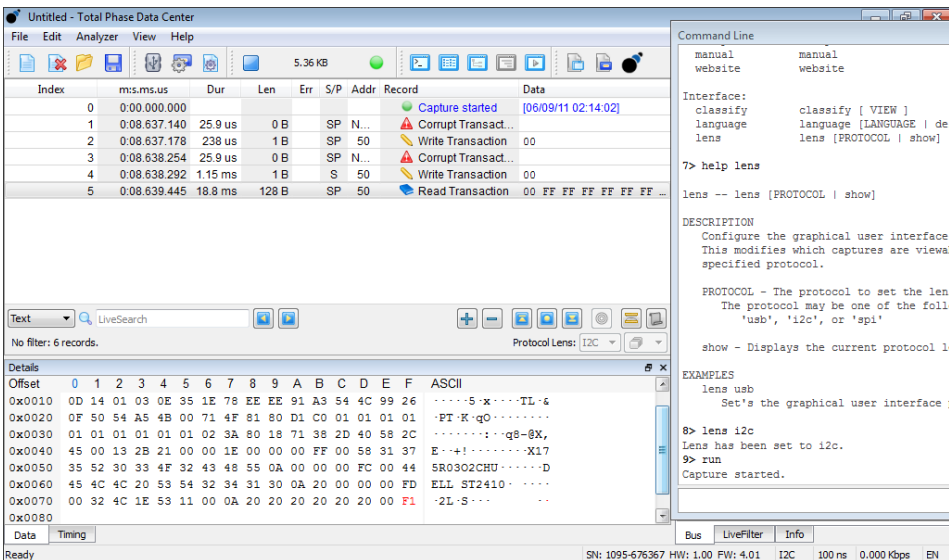 Untitled - Total Phase Data Center
File Edit Analyzer View Help
5.36 KB
Index m:s.ms.us Dur Len Err S/P Addr Record Data
0 0:00.000.000 Capture started [06/09/11 02:14:02]
1 0:08.637.140 25.9 us 0 B SP N... Corrupt Transact...
2 0:08.637.178 238 us 1 B SP 50 Write Transaction 00
3 0:08.638.254 25.9 us 0 B SP N... Corrupt Transact...
4 0:08.638.292 1.15 ms 1 B S 50 Write Transaction 00
5 0:08.639.445 18.8 ms 128 B SP 50 Read Transaction 00 FF FF FF FF FF FF ...
Text LiveSearch
No filter: 6 records. Protocol Lens: I2C
Details
Offset 0 1 2 3 4 5 6 7 8 9 A B C D E F ASCII
0x0010 0D 14 01 03 0E 35 1E 78 EE EE 91 A3 54 4C 99 26 ·····5·x····TL·&
0x0020 0F 50 54 A5 4B 00 71 4F 81 80 D1 C0 01 01 01 01 ·PT·K·qO········
0x0030 01 01 01 01 01 01 02 3A 80 18 71 38 2D 40 58 2C ·······:··q8-@X,
0x0040 45 00 13 2B 21 00 00 1E 00 00 00 FF 00 58 31 37 E··+!········X17
0x0050 35 52 30 33 4F 32 43 48 55 0A 00 00 00 FC 00 44 5R03O2CHU······D
0x0060 45 4C 4C 20 53 54 32 34 31 30 0A 20 00 00 00 FD ELL ST2410· ····
0x0070 00 32 4C 1E 53 11 00 0A 20 20 20 20 20 20 00 F1 ·2L·S··· ··
0x0080
Data Timing
Ready SN: 1095-676367 HW: 1.00 FW: 4.01 I2C 100 ns 0.000 Kbps EN
Command Line
manual manual
website website
Interface:
classify classify [ VIEW ]
language language [LANGUAGE | de
lens lens [PROTOCOL | show]
7> help lens
lens -- lens [PROTOCOL | show]
DESCRIPTION
Configure the graphical user interface
This modifies which captures are viewa
specified protocol.
PROTOCOL - The protocol to set the len
The protocol may be one of the foll
'usb', 'i2c', or 'spi'
show - Displays the current protocol l
EXAMPLES
lens usb
Set's the graphical user interface
8> lens i2c
Lens has been set to i2c.
9> run
Capture started.
Bus LiveFilter Info